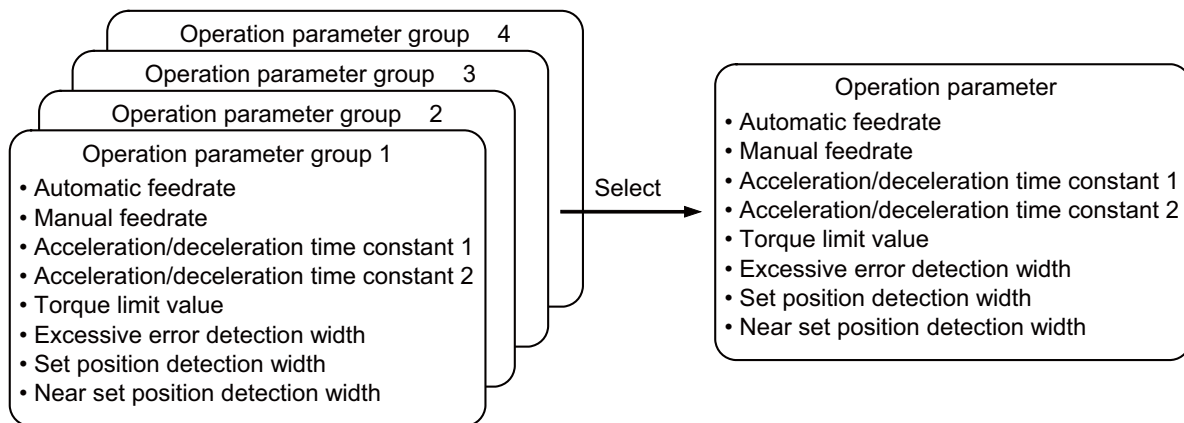 Operation parameter group 4
Operation parameter group 3
Operation parameter group 2
Operation parameter group 1
• Automatic feedrate
• Manual feedrate
• Acceleration/deceleration time constant 1
• Acceleration/deceleration time constant 2
• Torque limit value
• Excessive error detection width
• Set position detection width
• Near set position detection width
Select
Operation parameter
• Automatic feedrate
• Manual feedrate
• Acceleration/deceleration time constant 1
• Acceleration/deceleration time constant 2
• Torque limit value
• Excessive error detection width
• Set position detection width
• Near set position detection width